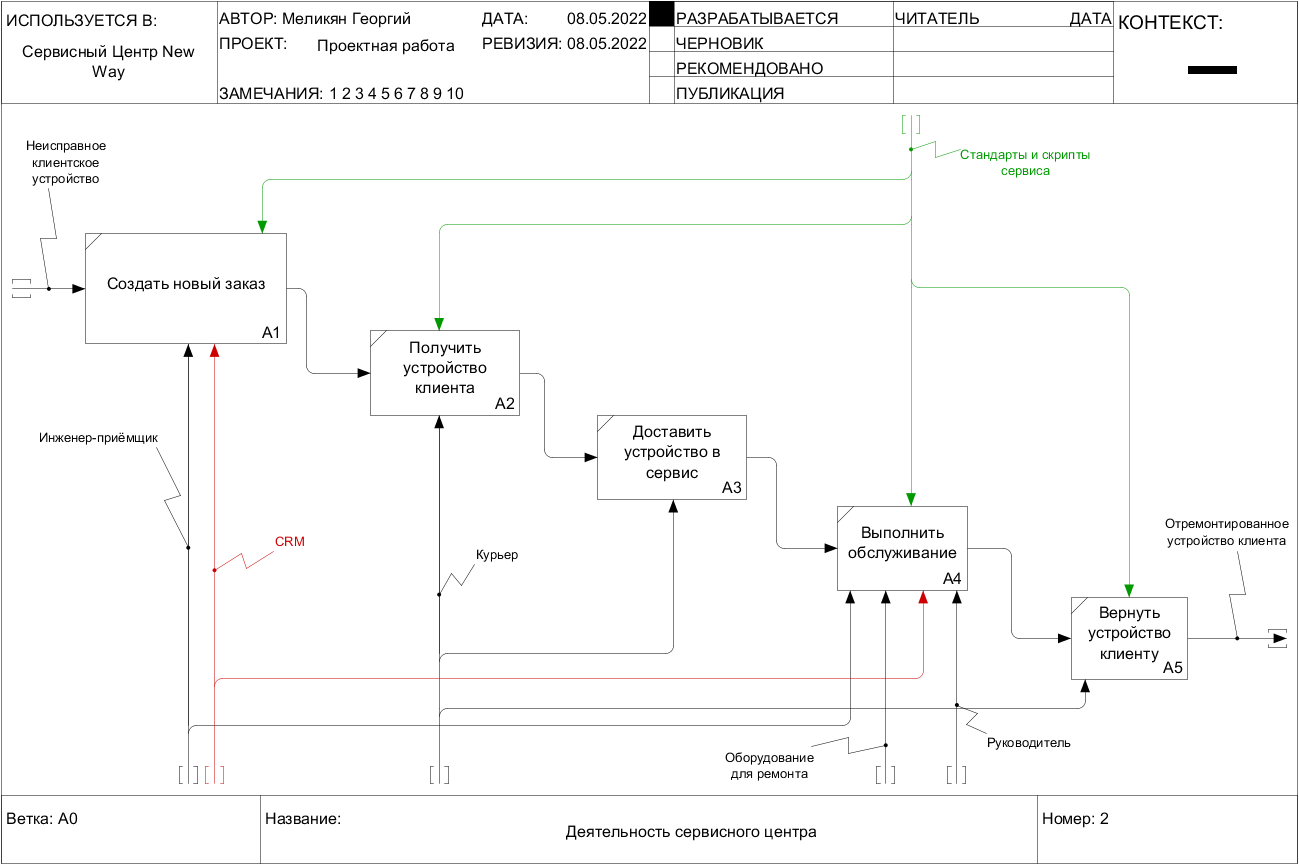 ИСПОЛЬЗУЕТСЯ В:
Сервисный Центр New
Way
АВТОР: Меликян Георгий
ДАТА: 08.05.2022
ПРОЕКТ: Проектная работа
РЕВИЗИЯ: 08.05.2022
ЗАМЕЧАНИЯ: 1 2 3 4 5 6 7 8 9 10
РАЗРАБАТЫВАЕТСЯ
ЧЕРНОВИК
РЕКОМЕНДОВАНО
ПУБЛИКАЦИЯ
ЧИТАТЕЛЬ ДАТА
КОНТЕКСТ:
Неисправное
клиентское
устройство
Стандарты и скрипты
сервиса
Создать новый заказ
A1
Получить
устройство
клиента
A2
Доставить
устройство в
сервис
A3
Инженер-приёмщик
CRM
Курьер
Выполнить
обслуживание
A4
Отремонтированное
устройство клиента
Вернуть
устройство
клиенту
A5
Оборудование
для ремонта
Руководитель
Ветка: A0
Название:
Деятельность сервисного центра
Номер: 2